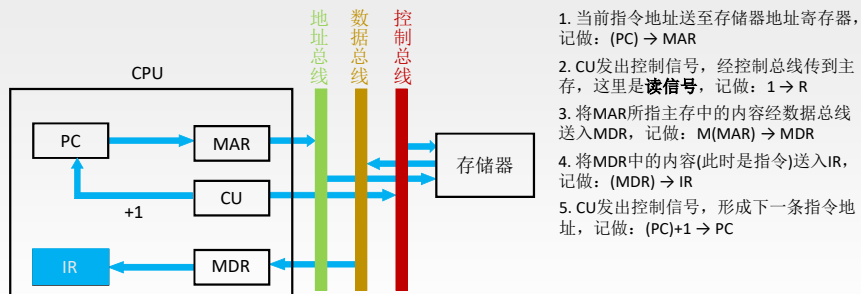 地址总线
数据总线
控制总线
CPU
PC
MAR
CU
+1
IR
MDR
存储器
1. 当前指令地址送至存储器地址寄存器，
记做：(PC) → MAR
2. CU发出控制信号，经控制总线传到主
存，这里是读信号，记做：1 → R
3. 将MAR所指主存中的内容经数据总线
送入MDR，记做：M(MAR) → MDR
4. 将MDR中的内容(此时是指令)送入IR，
记做：(MDR) → IR
5. CU发出控制信号，形成下一条指令地
址，记做：(PC)+1 → PC